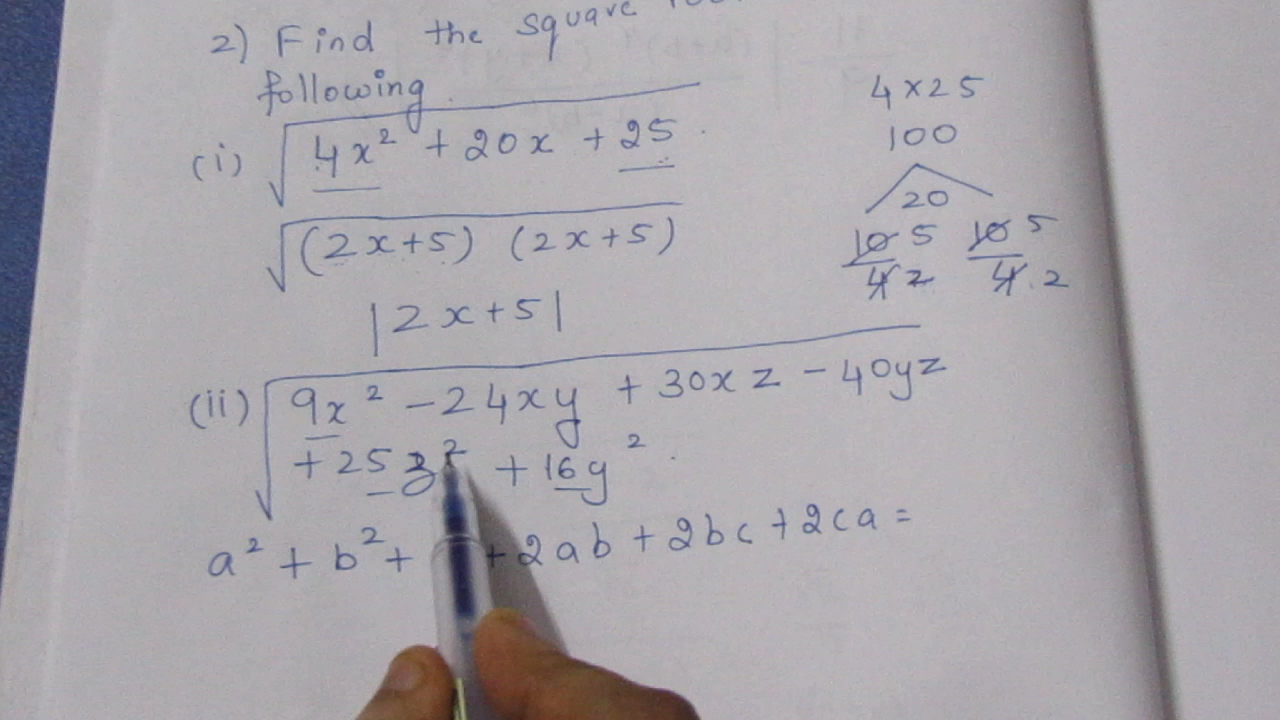 2) Find the square
following.
(i) √4x² + 20x + 25.
√(2x+5) (2x+5)
|2x+5|
4×25
100
20
10 5 10 5
4 2 4 2
(ii) √9x² - 24xy + 30xz - 40yz
+ 25z² + 16y².
a² + b² + + 2ab + 2bc + 2ca =